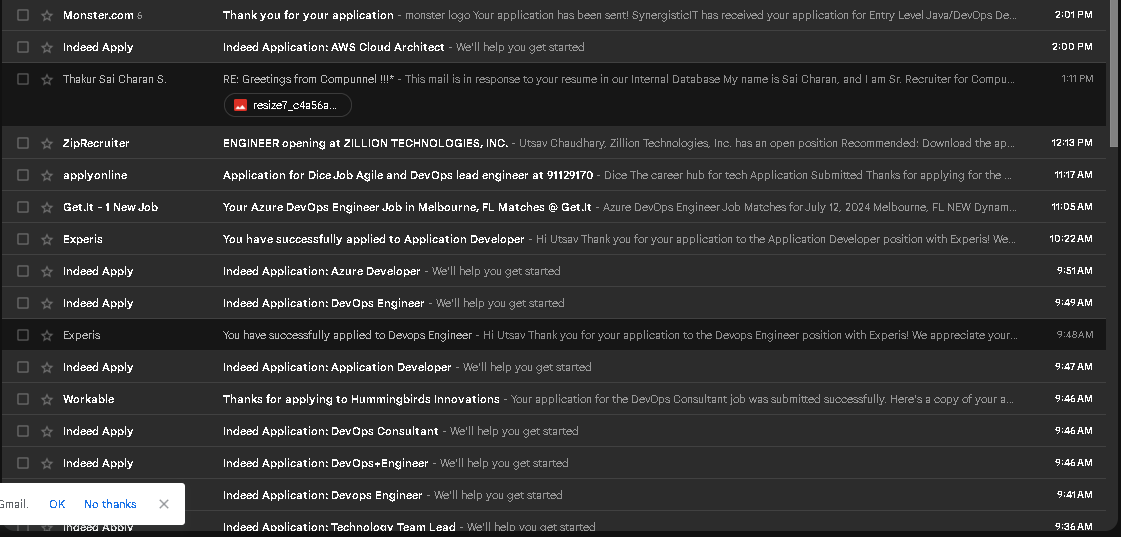 Monster.com 6 Thank you for your application - monster logo Your application has been sent! SynergisticIT has received your application for Entry Level Java/DevOps De... 2:01 PM
Indeed Apply Indeed Application: AWS Cloud Architect - We'll help you get started 2:00 PM
Thakur Sai Charan S. RE: Greetings from Compunnel !!!* - This mail is in response to your resume in our Internal Database My name is Sai Charan, and I am Sr. Recruiter for Compu... 1:11 PM
resize7_c4a56a...
ZipRecruiter ENGINEER opening at ZILLION TECHNOLOGIES, INC. - Utsav Chaudhary, Zillion Technologies, Inc. has an open position Recommended: Download the ap... 12:13 PM
applyonline Application for Dice Job Agile and DevOps lead engineer at 91129170 - Dice The career hub for tech Application Submitted Thanks for applying for the ... 11:17 AM
Get.It - 1 New Job Your Azure DevOps Engineer Job in Melbourne, FL Matches @ Get.It - Azure DevOps Engineer Job Matches for July 12, 2024 Melbourne, FL NEW Dynam... 11:05 AM
Experis You have successfully applied to Application Developer - Hi Utsav Thank you for your application to the Application Developer position with Experis! We... 10:22 AM
Indeed Apply Indeed Application: Azure Developer - We'll help you get started 9:51 AM
Indeed Apply Indeed Application: DevOps Engineer - We'll help you get started 9:49 AM
Experis You have successfully applied to Devops Engineer - Hi Utsav Thank you for your application to the Devops Engineer position with Experis! We appreciate your... 9:48 AM
Indeed Apply Indeed Application: Application Developer - We'll help you get started 9:47 AM
Workable Thanks for applying to Hummingbirds Innovations - Your application for the DevOps Consultant job was submitted successfully. Here's a copy of your a... 9:46 AM
Indeed Apply Indeed Application: DevOps Consultant - We'll help you get started 9:46 AM
Indeed Apply Indeed Application: DevOps+Engineer - We'll help you get started 9:46 AM
Gmail. OK No thanks Indeed Application: Devops Engineer - We'll help you get started 9:41 AM
Indeed Apply Indeed Application: Technology Team Lead - We'll help you get started 9:36 AM